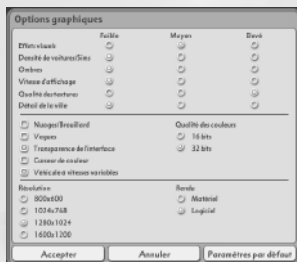 Options graphiques
Faible Moyen Élevé
Effets visuels
Densité de voitures/Sims
Ombres
Vitesse d'affichage
Qualité des textures
Détail de la ville
Nuages/Brouillard
Vagues
Transparence de l'interface
Curseur de couleur
Véhicule à vitesses variables
Qualité des couleurs
16 bits
32 bits
Résolution
800x600
1024x768
1280x1024
1600x1200
Rendu
Matériel
Logiciel
Accepter Annuler Paramètres par défaut